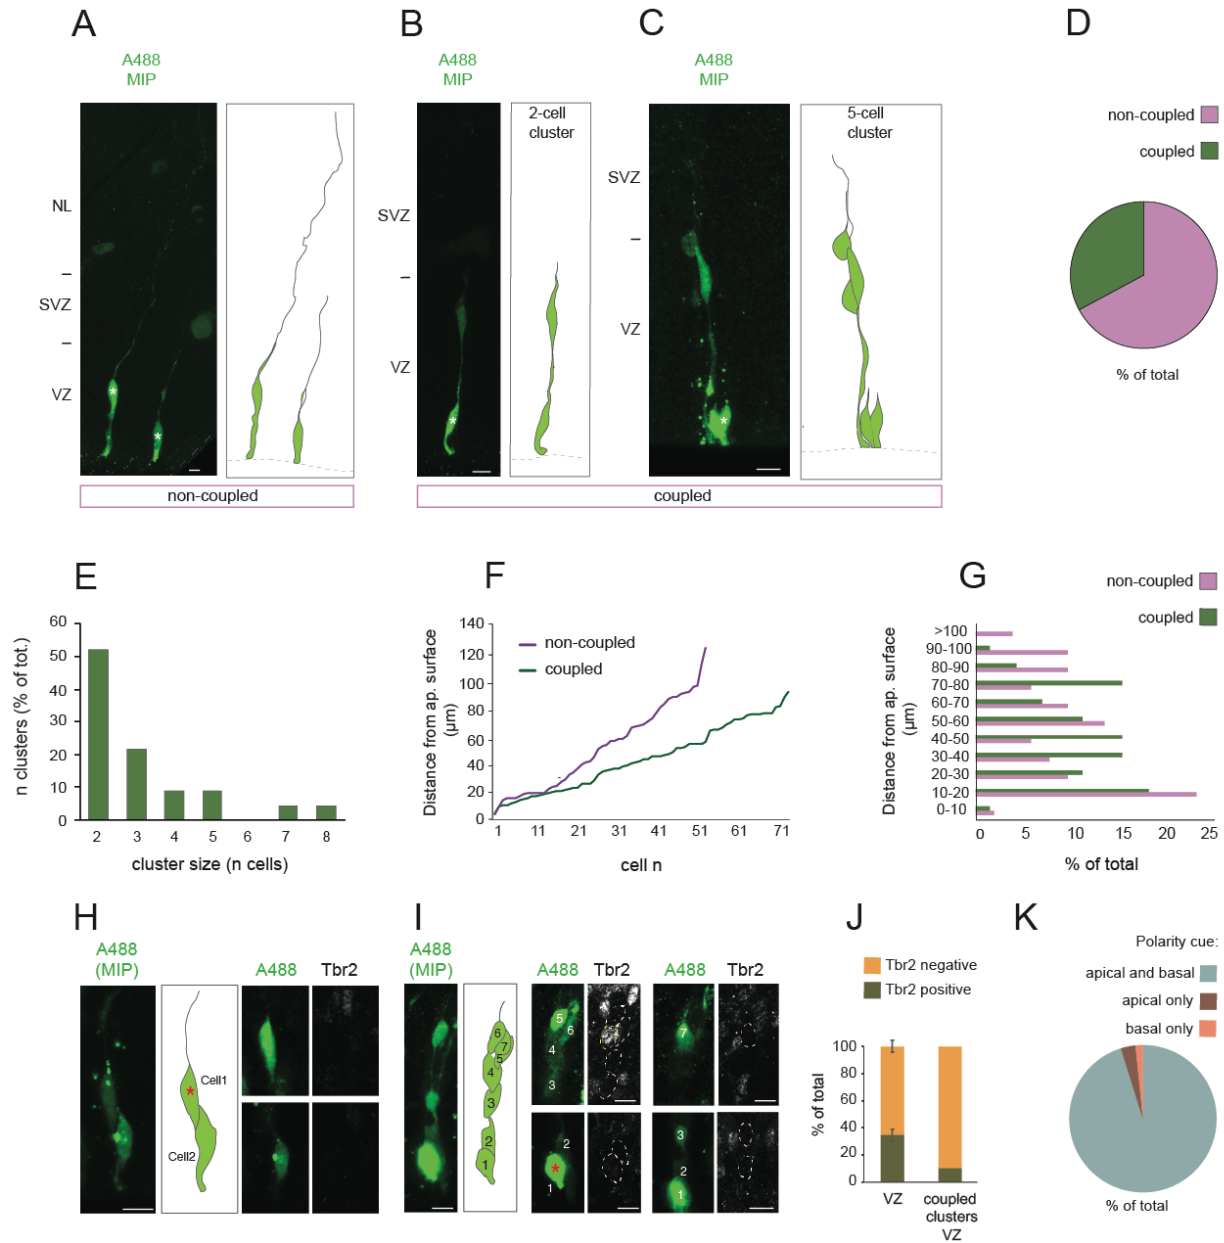 A
B
C
D
A488
MIP
A488
MIP
A488
MIP
2-cell
cluster
5-cell
cluster
NL
–
SVZ
–
VZ
SVZ
–
VZ
SVZ
–
VZ
*
*
*
*
non-coupled
coupled
non-coupled
coupled
% of total
E
n clusters (% of tot.)
60
50
40
30
20
10
0
2 3 4 5 6 7 8
cluster size (n cells)
F
Distance from ap. surface
(µm)
140
120
100
80
60
40
20
0
non-coupled
coupled
1 11 21 31 41 51 61 71
cell n
G
non-coupled
coupled
Distance from ap. surface
(µm)
>100
90-100
80-90
70-80
60-70
50-60
40-50
30-40
20-30
10-20
0-10
0 5 10 15 20 25
% of total
H
A488
(MIP)
A488 Tbr2
Cell1
Cell2
I
A488
(MIP)
A488 Tbr2 A488 Tbr2
6
7
5
4
3
2
1
5
6
4
3
7
2
1
3
2
1
J
Tbr2 negative
Tbr2 positive
% of total
100
80
60
40
20
0
VZ
coupled
clusters
VZ
K
Polarity cue:
apical and basal
apical only
basal only
% of total